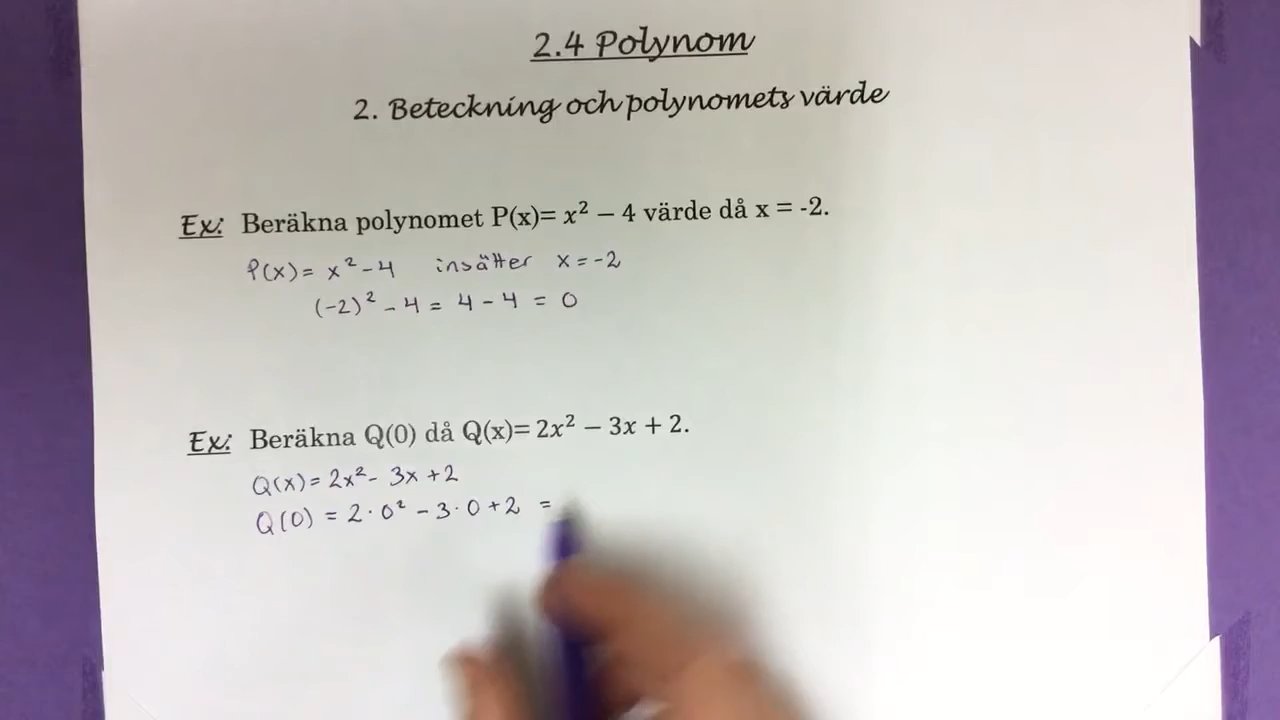 2.4 Polynom
2. Beteckning och polynomets värde
Ex: Beräkna polynomet P(x)= x² – 4 värde då x = -2.
P(x) = x² - 4 insätter x = -2
(-2)² - 4 = 4 - 4 = 0
Ex: Beräkna Q(0) då Q(x)= 2x² – 3x + 2.
Q(x) = 2x² - 3x + 2
Q(0) = 2 · 0² - 3 · 0 + 2 =